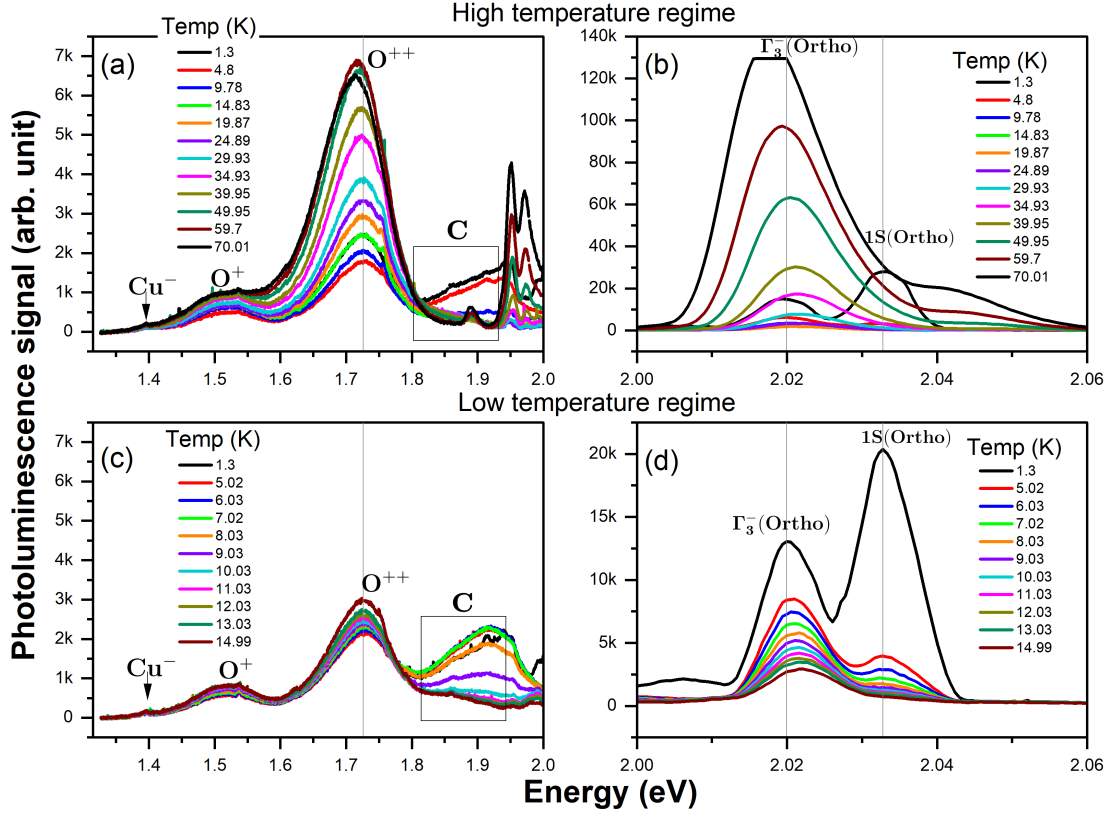 High temperature regime
Photoluminescence signal (arb. unit)
(a)
Temp (K)
1.3
4.8
9.78
14.83
19.87
24.89
29.93
34.93
39.95
49.95
59.7
70.01
O⁺⁺
C
Cu⁻
O⁺
7k
6k
5k
4k
3k
2k
1k
0
1.4 1.5 1.6 1.7 1.8 1.9 2.0
(b)
Γ₃⁻(Ortho)
1S(Ortho)
Temp (K)
1.3
4.8
9.78
14.83
19.87
24.89
29.93
34.93
39.95
49.95
59.7
70.01
140k
120k
100k
80k
60k
40k
20k
0
2.00 2.02 2.04 2.06
Low temperature regime
(c)
Temp (K)
1.3
5.02
6.03
7.02
8.03
9.03
10.03
11.03
12.03
13.03
14.99
O⁺⁺
C
Cu⁻
O⁺
7k
6k
5k
4k
3k
2k
1k
0
1.4 1.5 1.6 1.7 1.8 1.9 2.0
(d)
1S(Ortho)
Γ₃⁻(Ortho)
Temp (K)
1.3
5.02
6.03
7.02
8.03
9.03
10.03
11.03
12.03
13.03
14.99
20k
15k
10k
5k
0
2.00 2.02 2.04 2.06
Energy (eV)